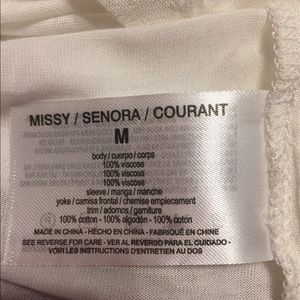 MISSY / SENORA / COURANT
M
body / cuerpo / corps
100% viscose
100% viscosa
100% viscose
sleeve / manga / manche
yoke / camisa frontal / chemise empiecement
trim / adornos / garniture
100% cotton - 100% algodon - 100% coton
MADE IN CHINA - HECHO EN CHINA - FABRIQUÉ EN CHINE
SEE REVERSE FOR CARE - VER AL REVERSO PARA EL CUIDADO -
VOIR LES INSTRUCTIONS D'ENTRETIEN AU DOS